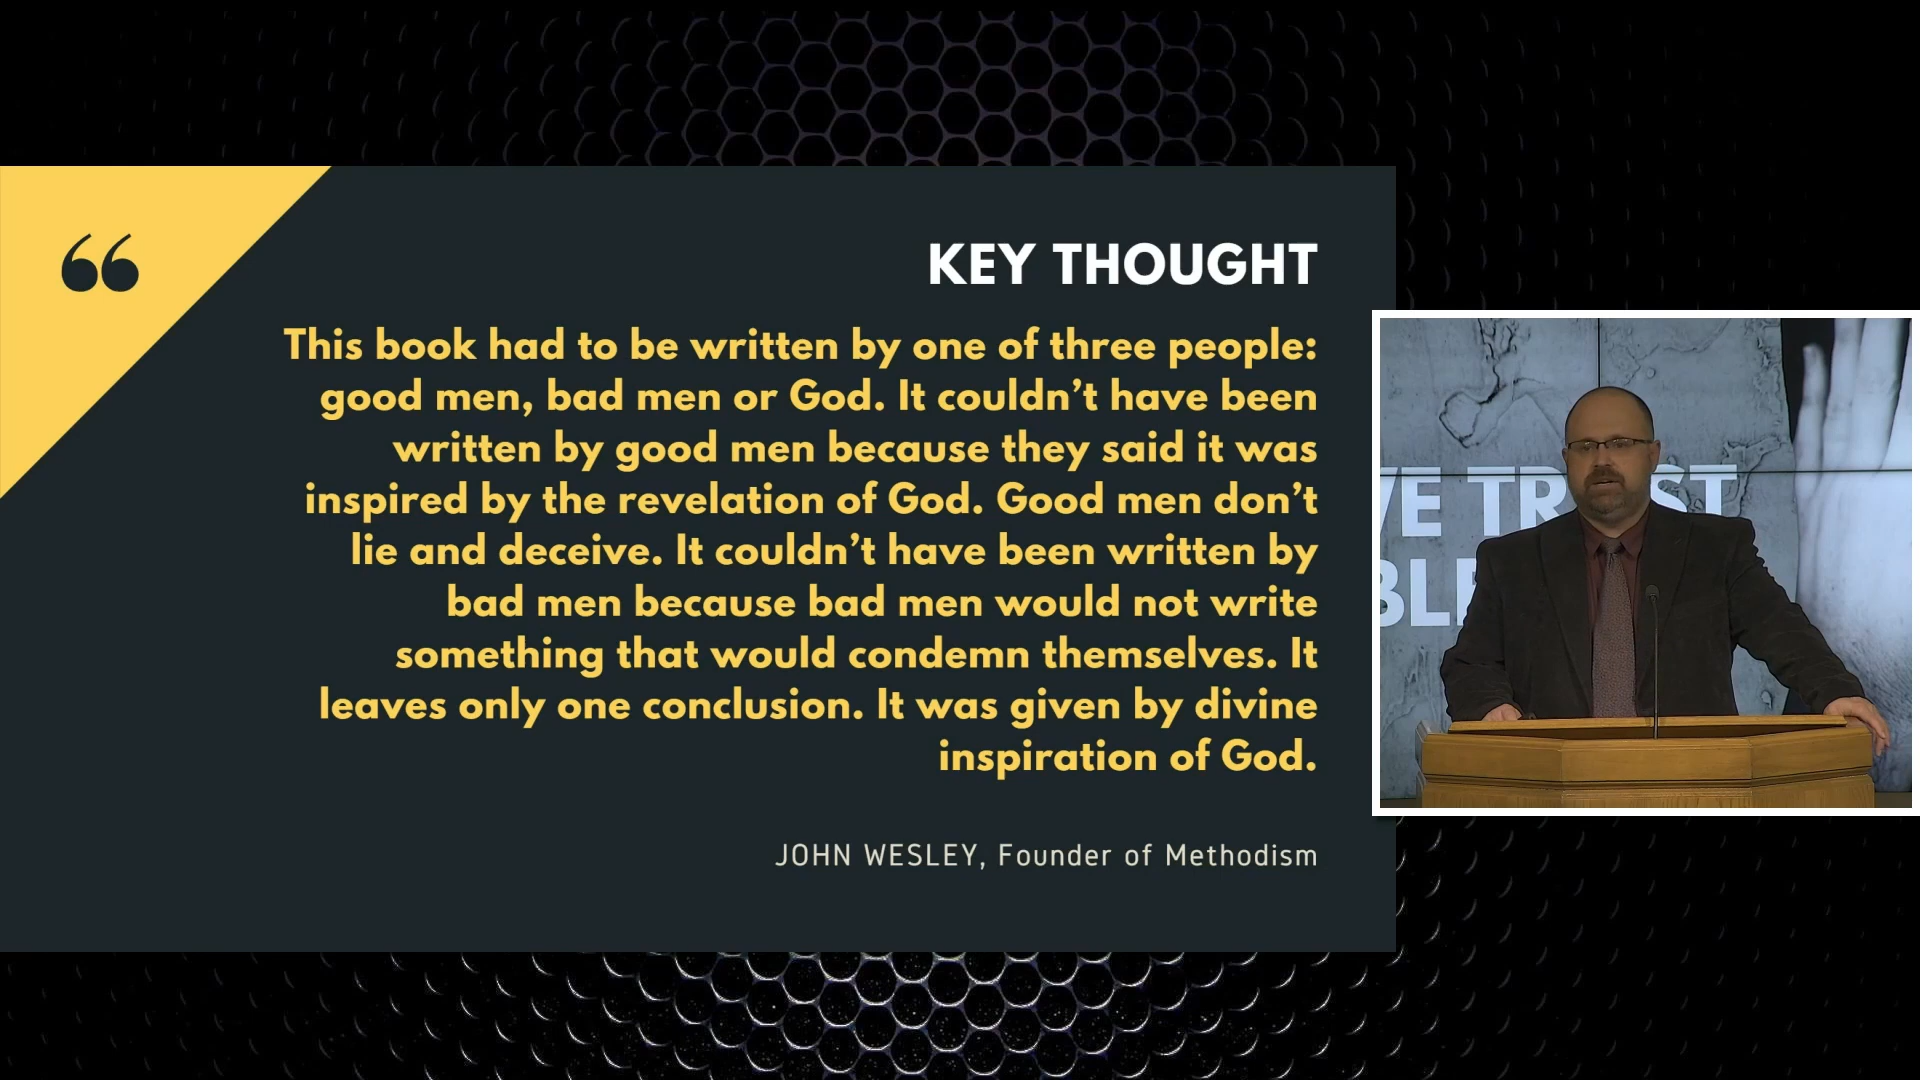 “
KEY THOUGHT
This book had to be written by one of three people:
good men, bad men or God. It couldn’t have been
written by good men because they said it was
inspired by the revelation of God. Good men don’t
lie and deceive. It couldn’t have been written by
bad men because bad men would not write
something that would condemn themselves. It
leaves only one conclusion. It was given by divine
inspiration of God.
JOHN WESLEY, Founder of Methodism